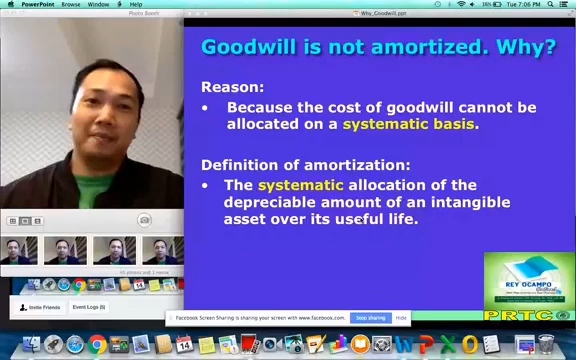 PowerPoint Browse Window Help
36% Tue 7:06 PM
Photo Booth
Why_Goodwill.ppt
Goodwill is not amortized. Why?
Reason:
• Because the cost of goodwill cannot be
allocated on a systematic basis.
Definition of amortization:
• The systematic allocation of the
depreciable amount of an intangible
asset over its useful life.
Invite Friends Event Logs
REY OCAMPO
PRTC
Facebook Screen Sharing is sharing your screen with www.facebook.com.
Stop sharing
Hide
14